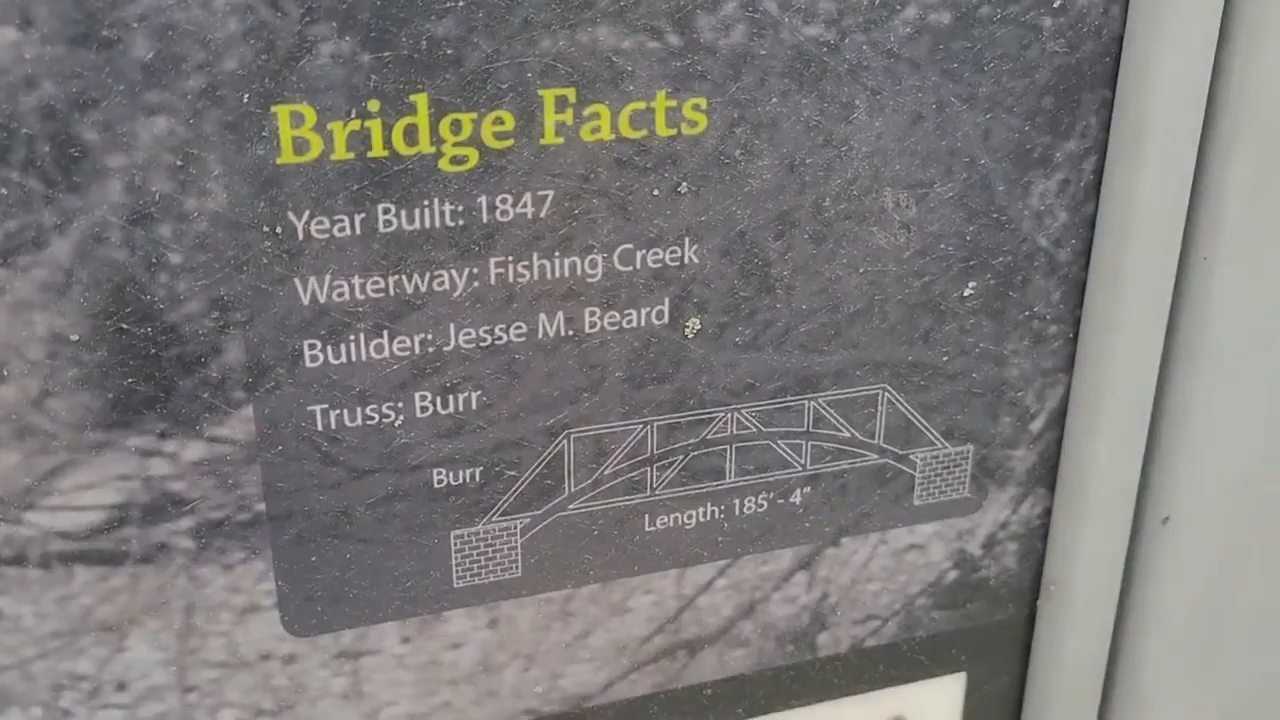 Bridge Facts
Year Built: 1847
Waterway: Fishing Creek
Builder: Jesse M. Beard
Truss: Burr
Burr
Length: 185' - 4"